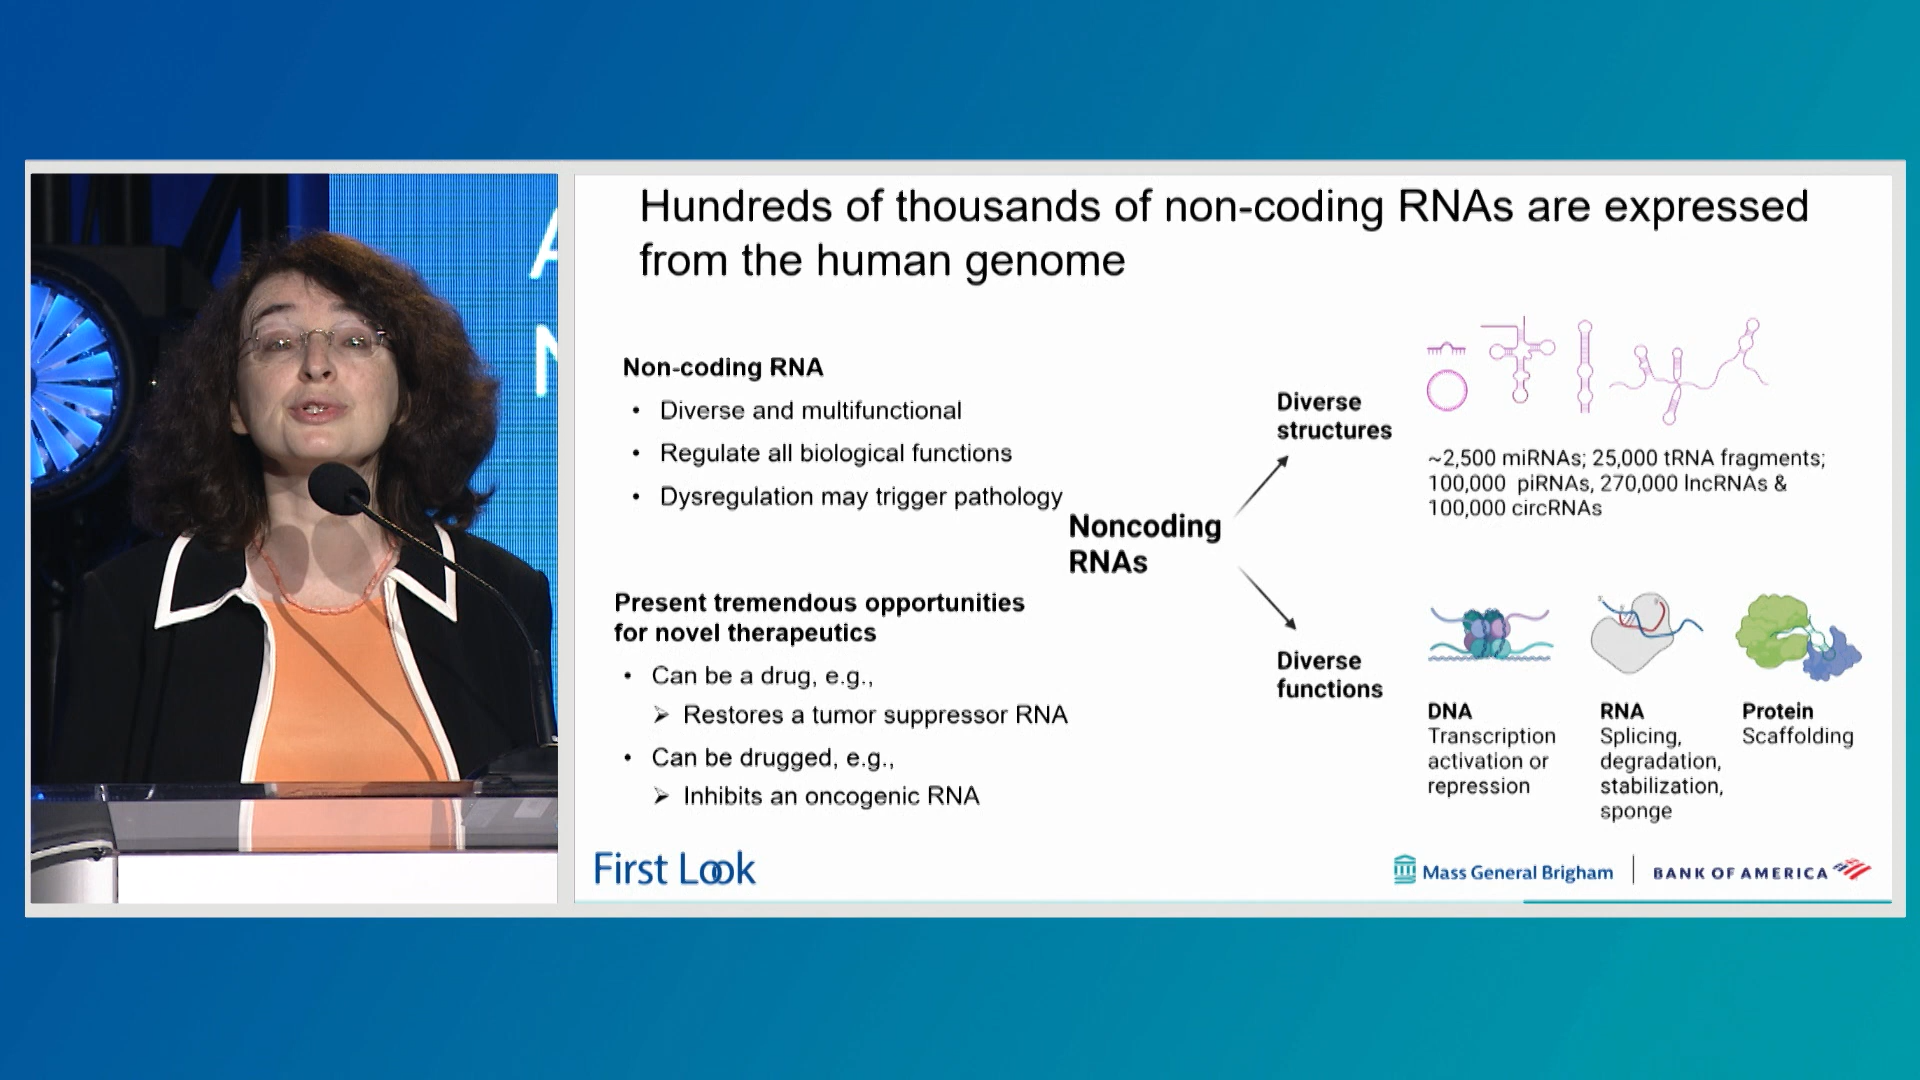 A
N
Hundreds of thousands of non-coding RNAs are expressed
from the human genome
Non-coding RNA
• Diverse and multifunctional
• Regulate all biological functions
• Dysregulation may trigger pathology
Present tremendous opportunities
for novel therapeutics
• Can be a drug, e.g.,
➢ Restores a tumor suppressor RNA
• Can be drugged, e.g.,
➢ Inhibits an oncogenic RNA
Noncoding
RNAs
Diverse
structures
~2,500 miRNAs; 25,000 tRNA fragments;
100,000 piRNAs, 270,000 lncRNAs &
100,000 circRNAs
Diverse
functions
DNA
Transcription
activation or
repression
RNA
Splicing,
degradation,
stabilization,
sponge
Protein
Scaffolding
First Look
Mass General Brigham
BANK OF AMERICA